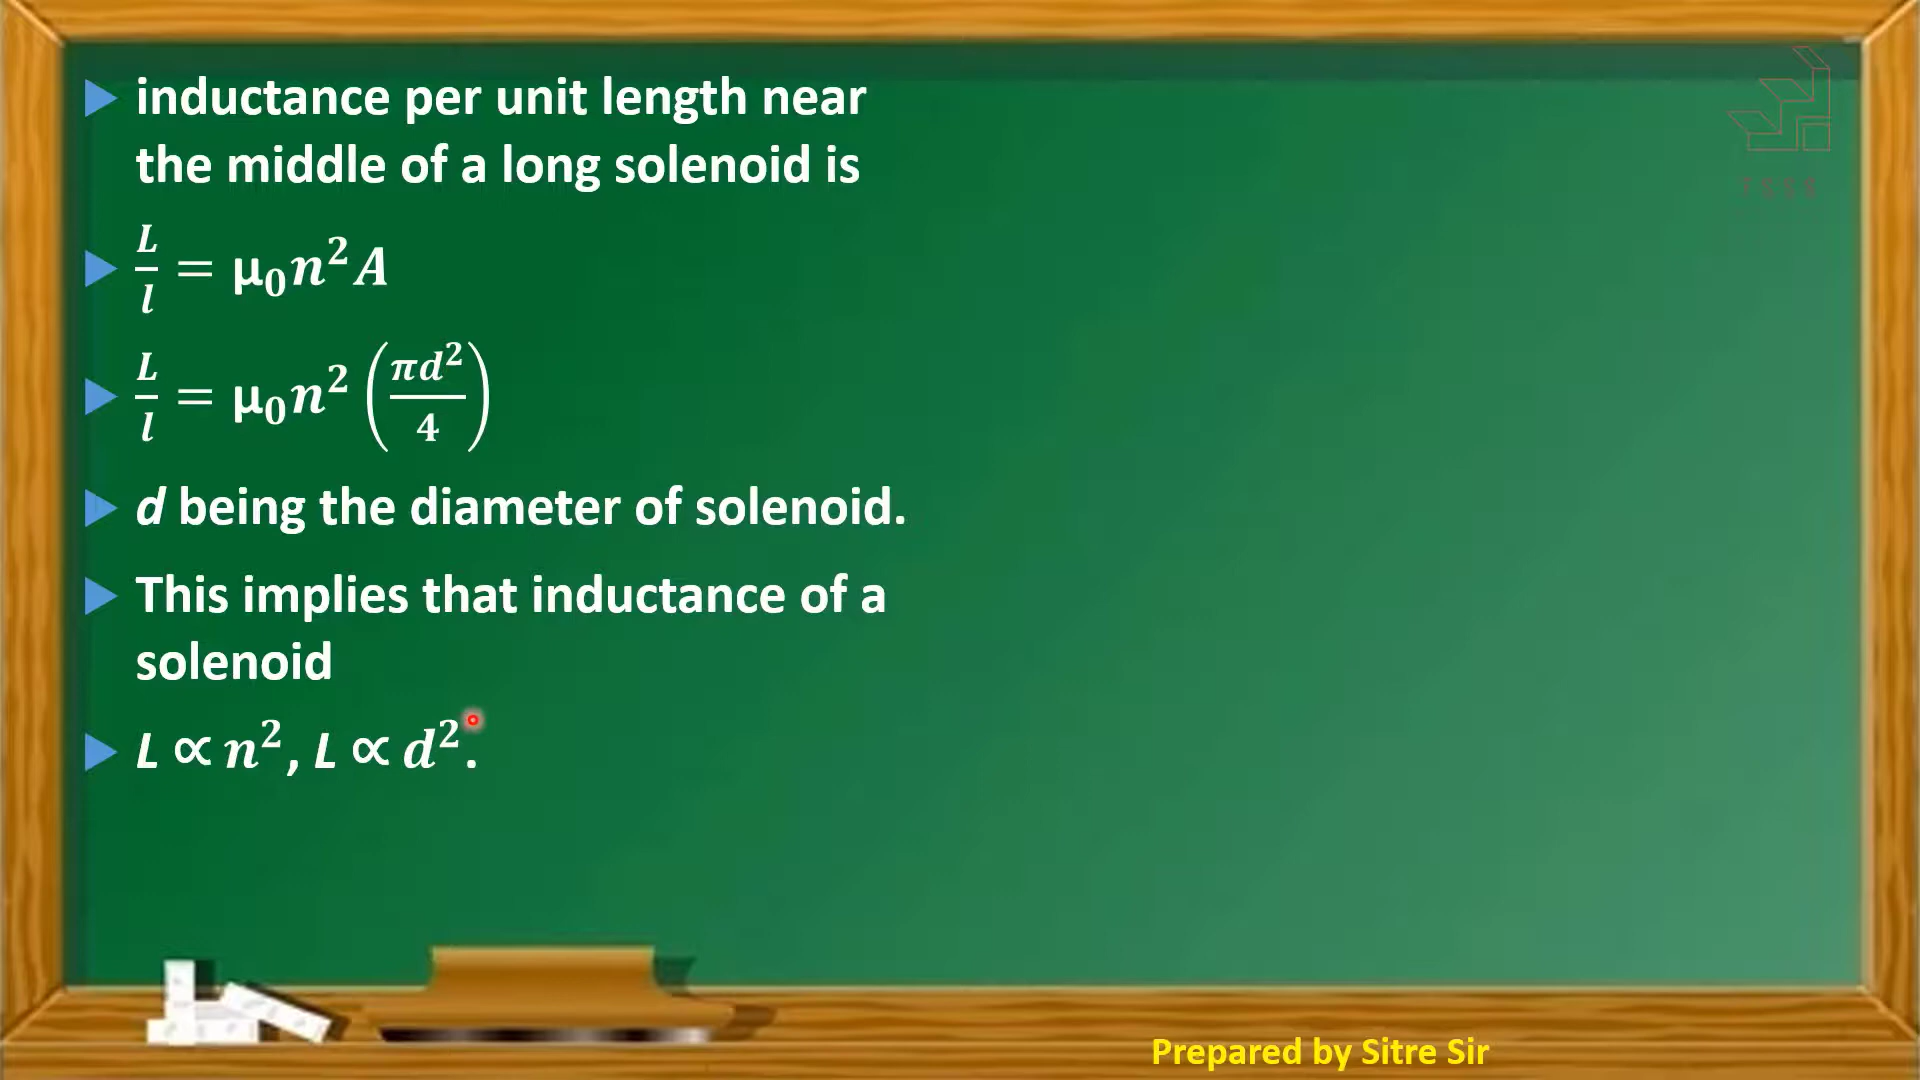 inductance per unit length near
the middle of a long solenoid is
L/l = μ₀n²A
L/l = μ₀n²(πd²/4)
d being the diameter of solenoid.
This implies that inductance of a
solenoid
L ∝ n², L ∝ d².
Prepared by Sitre Sir